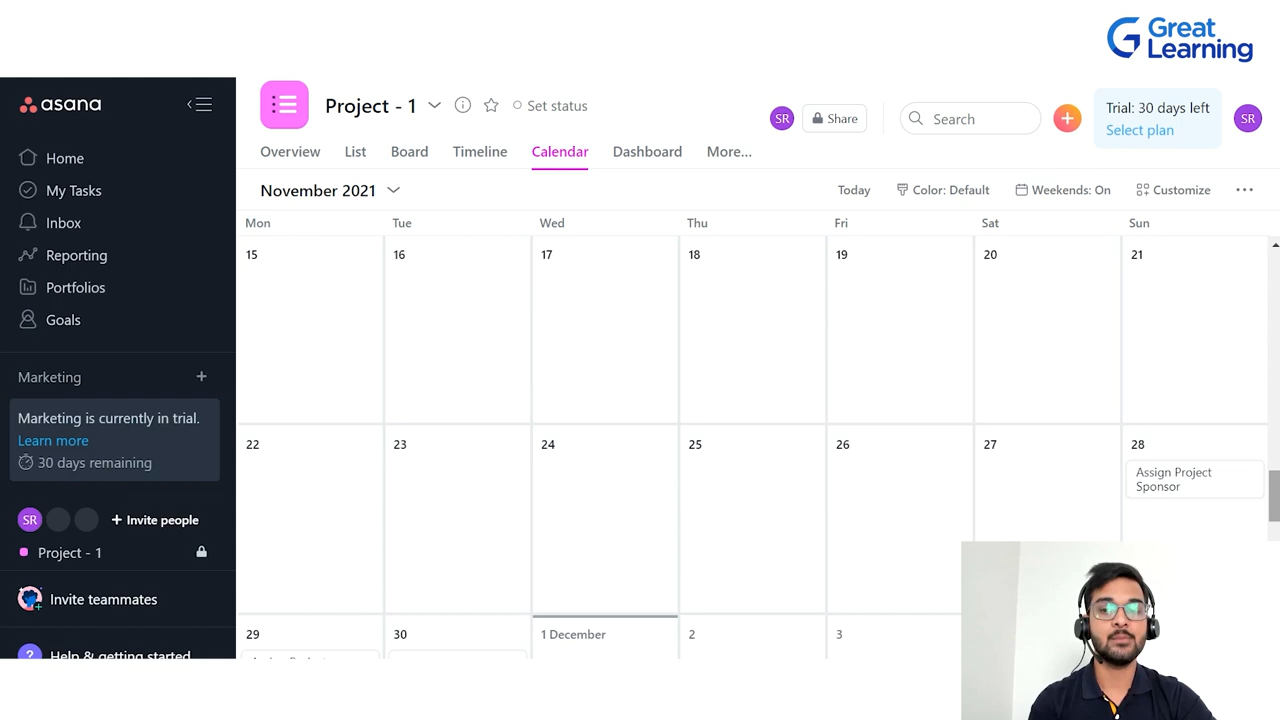 Great
Learning
asana
Project - 1
Set status
SR
Share
Search
Trial: 30 days left
Select plan
SR
Overview
List
Board
Timeline
Calendar
Dashboard
More...
Home
My Tasks
Inbox
Reporting
Portfolios
Goals
Marketing
+
Marketing is currently in trial.
Learn more
30 days remaining
SR
+ Invite people
Project - 1
Invite teammates
? Help & getting started
November 2021
Today
Color: Default
Weekends: On
Customize
Mon Tue Wed Thu Fri Sat Sun
15 16 17 18 19 20 21
22 23 24 25 26 27 28
Assign Project
Sponsor
29 30 1 December 2 3